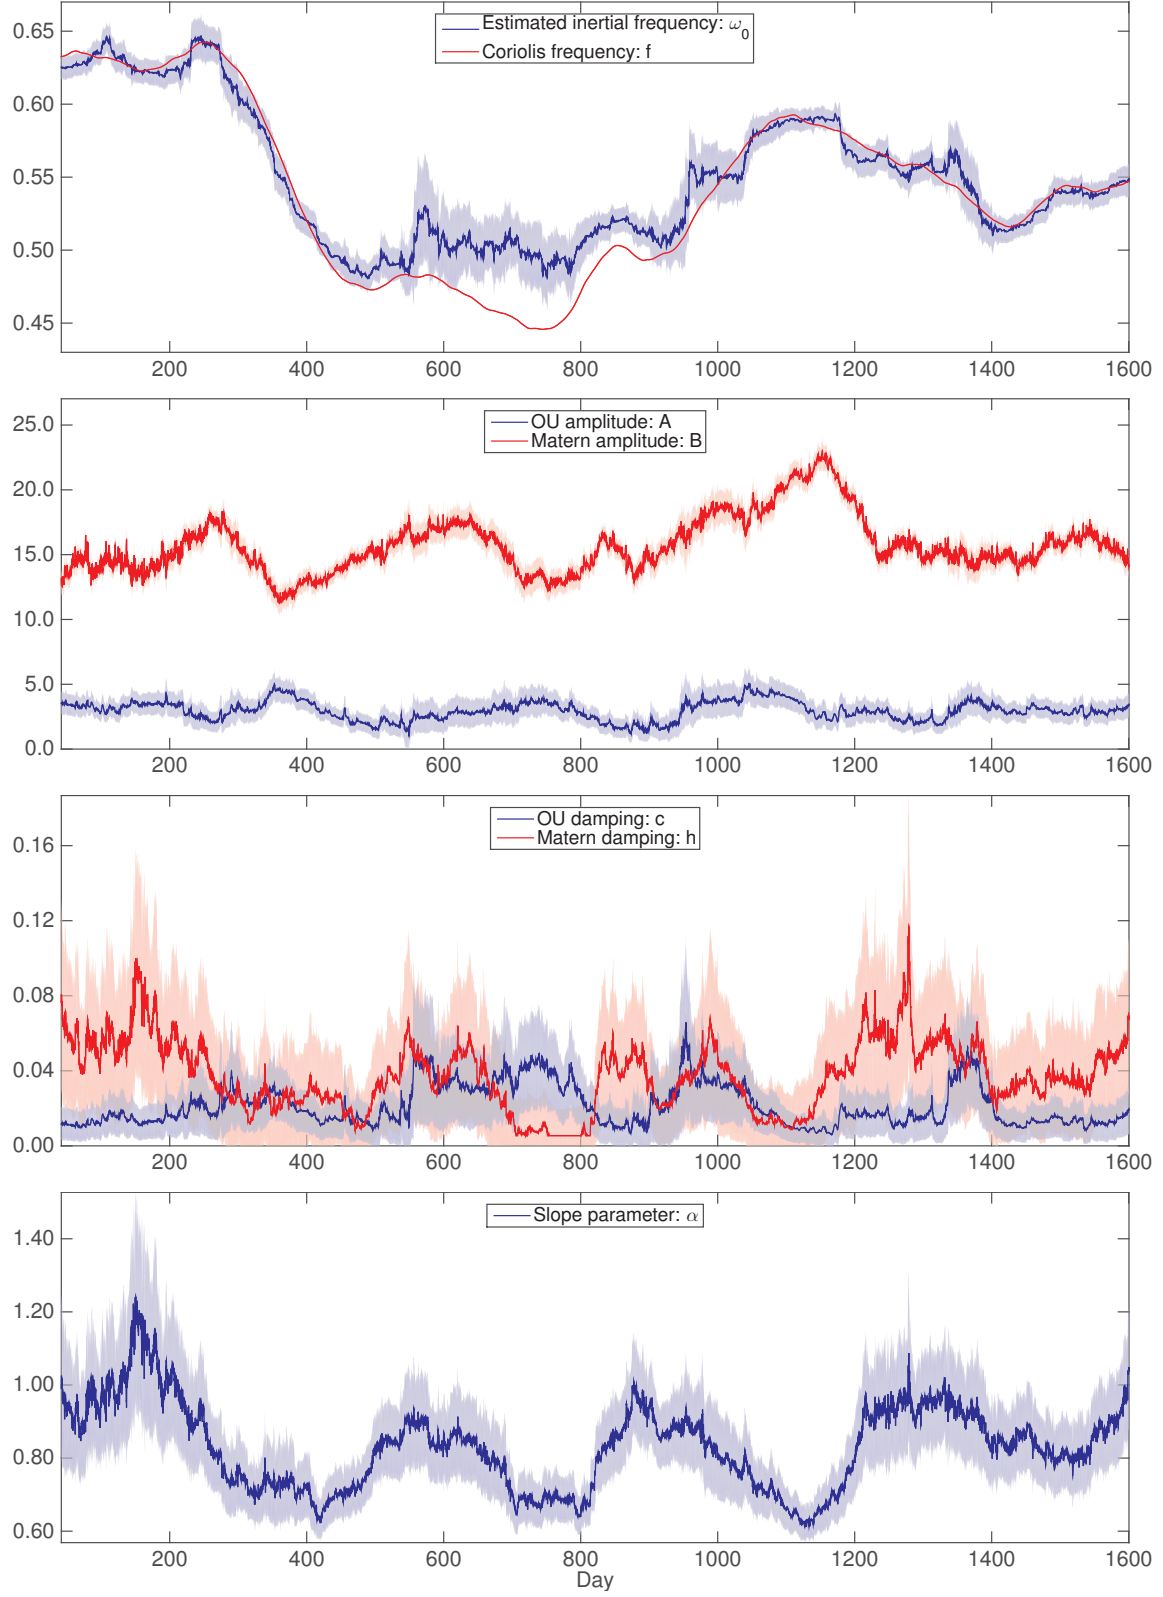 Estimated inertial frequency: ω₀
Coriolis frequency: f
0.65
0.60
0.55
0.50
0.45
200 400 600 800 1000 1200 1400 1600
OU amplitude: A
Matern amplitude: B
25.0
20.0
15.0
10.0
5.0
0.0
200 400 600 800 1000 1200 1400 1600
OU damping: c
Matern damping: h
0.16
0.12
0.08
0.04
0.00
200 400 600 800 1000 1200 1400 1600
Slope parameter: α
1.40
1.20
1.00
0.80
0.60
200 400 600 800 1000 1200 1400 1600
Day